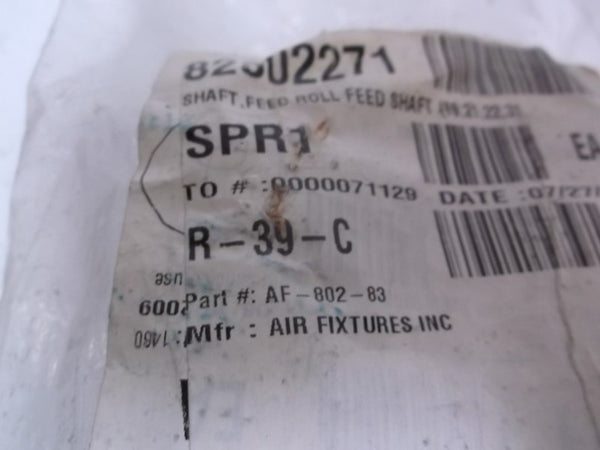 SHAFT,FEED ROLL FEED SHAFT
SPR1
EA
TO # :0000071129 DATE :07/27/
R-39-C
Part #: AF-802-83
Mfr : AIR FIXTURES INC